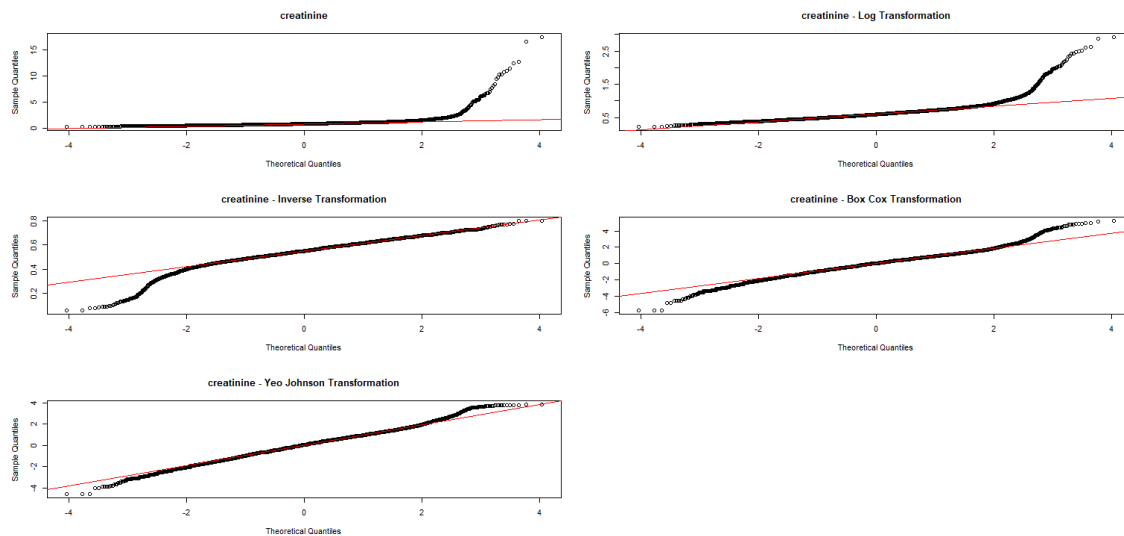 creatinine
Sample Quantiles
0 5 10 15
-4 -2 0 2 4
Theoretical Quantiles
creatinine - Log Transformation
Sample Quantiles
0.5 1.5 2.5
-4 -2 0 2 4
Theoretical Quantiles
creatinine - Inverse Transformation
Sample Quantiles
0.2 0.4 0.6 0.8
-4 -2 0 2 4
Theoretical Quantiles
creatinine - Box Cox Transformation
Sample Quantiles
-6 -4 -2 0 2 4
-4 -2 0 2 4
Theoretical Quantiles
creatinine - Yeo Johnson Transformation
Sample Quantiles
-4 -2 0 2 4
-4 -2 0 2 4
Theoretical Quantiles